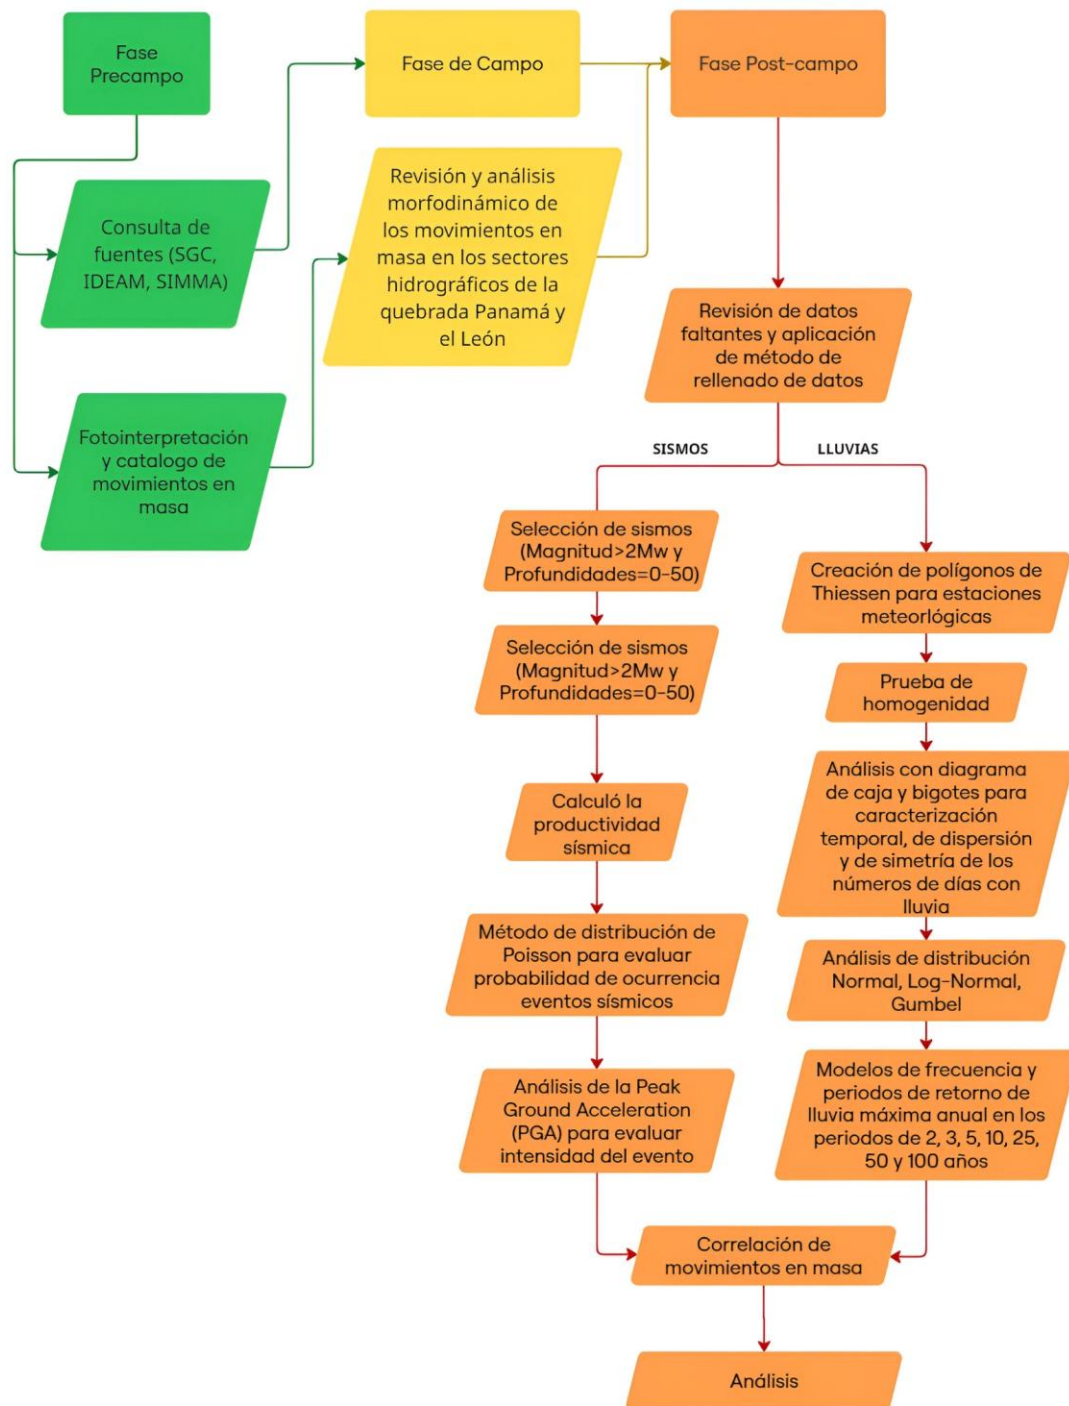 Fase
Precampo
Fase de Campo
Fase Post-campo
Consulta de
fuentes (SGC,
IDEAM, SIMMA)
Revisión y análisis
morfodinámico de
los movimientos en
masa en los sectores
hidrográficos de la
quebrada Panamá y
el León
Fotointerpretación
y catalogo de
movimientos en
masa
Revisión de datos
faltantes y aplicación
de método de
rellenado de datos
SISMOS
LLUVIAS
Selección de sismos
(Magnitud>2Mw y
Profundidades=0-50)
Selección de sismos
(Magnitud>2Mw y
Profundidades=0-50)
Calculó la
productividad
sísmica
Método de distribución de
Poisson para evaluar
probabilidad de ocurrencia
eventos sísmicos
Análisis de la Peak
Ground Acceleration
(PGA) para evaluar
intensidad del evento
Creación de polígonos de
Thiessen para estaciones
meteorlógicas
Prueba de
homogenidad
Análisis con diagrama
de caja y bigotes para
caracterización
temporal, de dispersión
y de simetría de los
números de días con
lluvia
Análisis de distribución
Normal, Log-Normal,
Gumbel
Modelos de frecuencia y
periodos de retorno de
lluvia máxima anual en los
periodos de 2, 3, 5, 10, 25,
50 y 100 años
Correlación de
movimientos en masa
Análisis